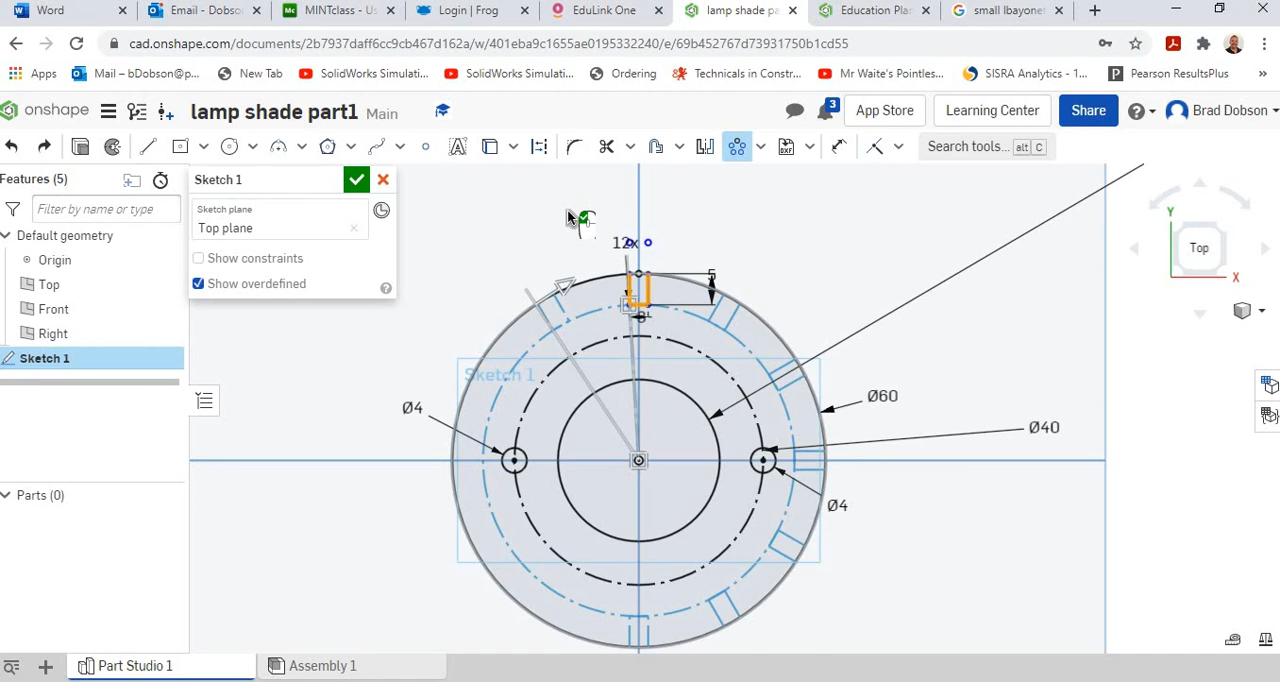 Word
Email - Dobso
MINTclass - Us
Login | Frog
EduLink One
lamp shade pa
Education Pla
small lbayone
cad.onshape.com/documents/2b7937daff6cc9cb467d162a/w/401eba9c1655ae0195332240/e/69b452767d73931750b1cd55
Apps
Mail – bDobson@p...
New Tab
SolidWorks Simulati...
SolidWorks Simulati...
Ordering
Technicals in Constr...
Mr Waite's Pointles...
SISRA Analytics - 1...
Pearson ResultsPlus
»
onshape
lamp shade part1 Main
3
App Store
Learning Center
Share
Brad Dobson
Search tools... alt C
Features (5)
Filter by name or type
Default geometry
Origin
Top
Front
Right
Sketch 1
Parts (0)
Sketch 1
Sketch plane
Top plane
Show constraints
Show overdefined
12x
5
Sketch 1
Ø4
Ø60
Ø40
Ø4
Y
Top
X
Part Studio 1
Assembly 1